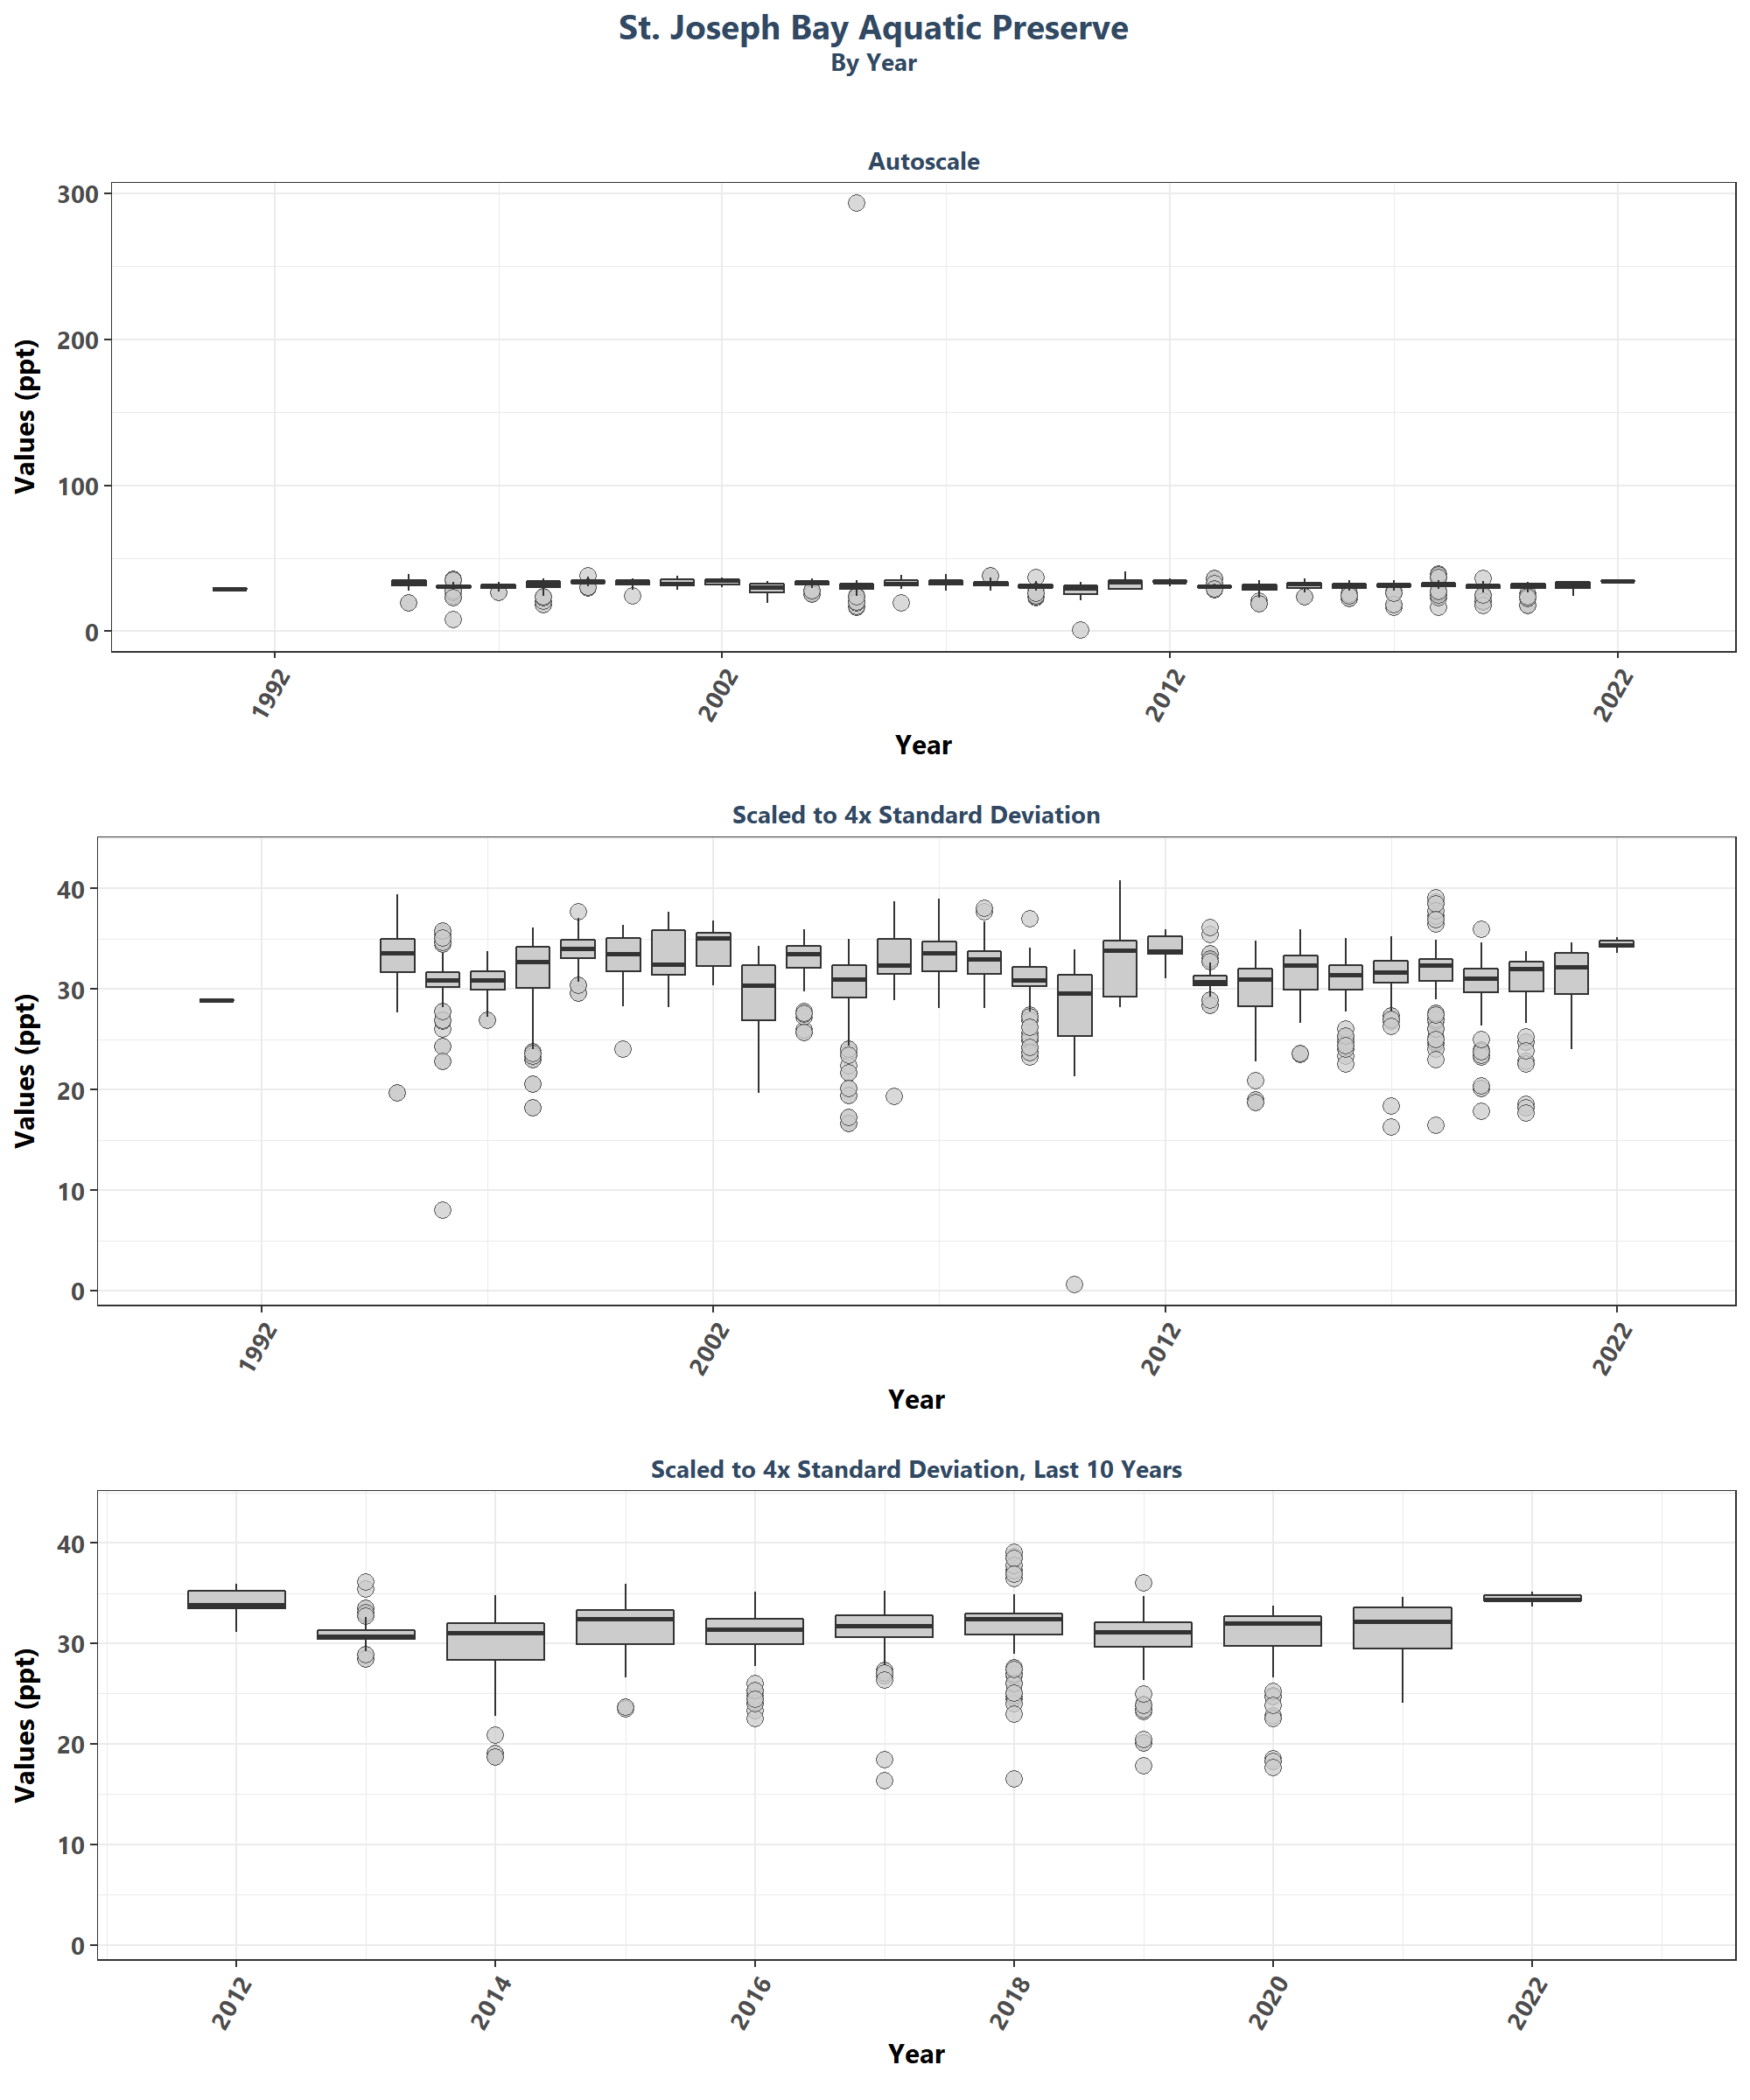 St. Joseph Bay Aquatic Preserve
By Year
Autoscale
300
200
100
0
Values (ppt)
1992
2002
2012
2022
Year
Scaled to 4x Standard Deviation
40
30
20
10
0
Values (ppt)
1992
2002
2012
2022
Year
Scaled to 4x Standard Deviation, Last 10 Years
40
30
20
10
0
Values (ppt)
2012
2014
2016
2018
2020
2022
Year